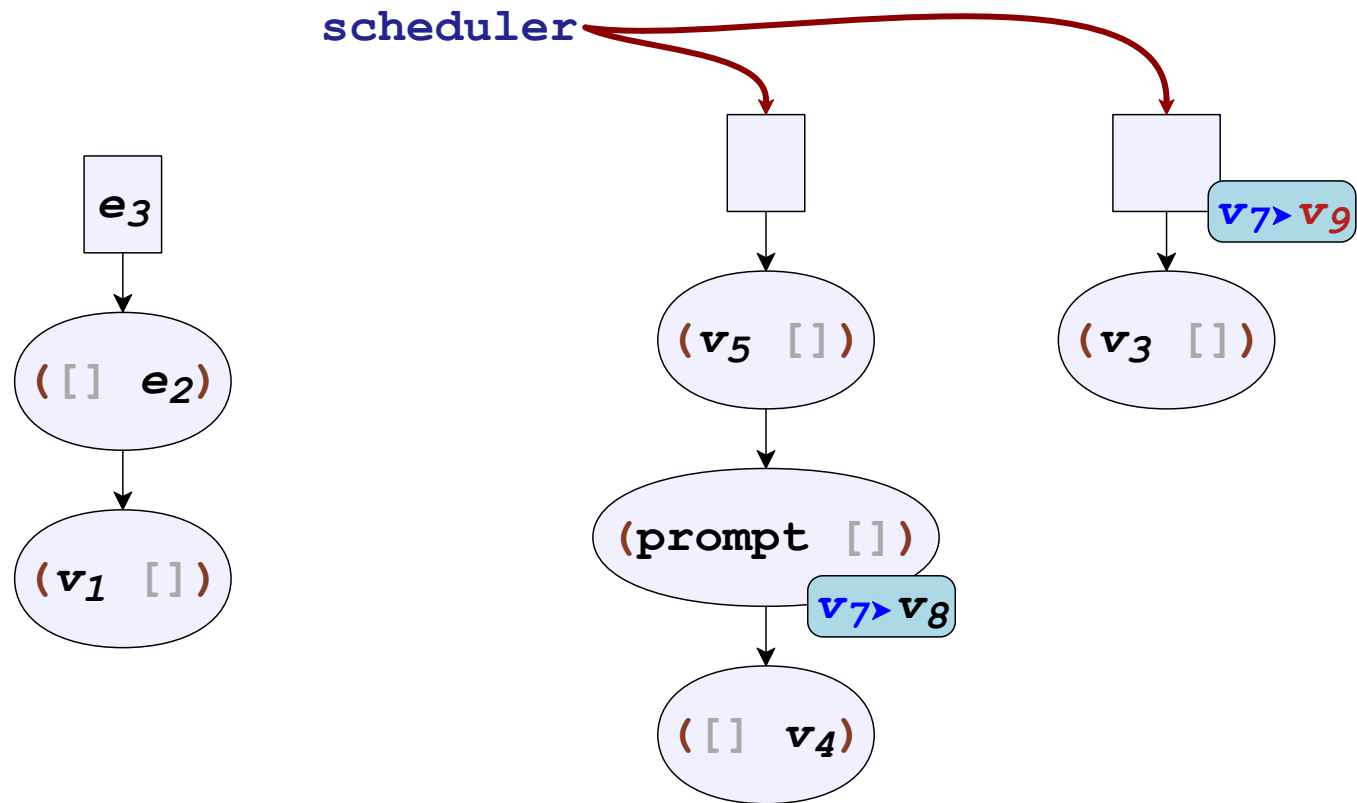 scheduler
e3
v7➤v9
(v5 [])
(v3 [])
([] e2)
(prompt [])
(v1 [])
v7➤v8
([] v4)